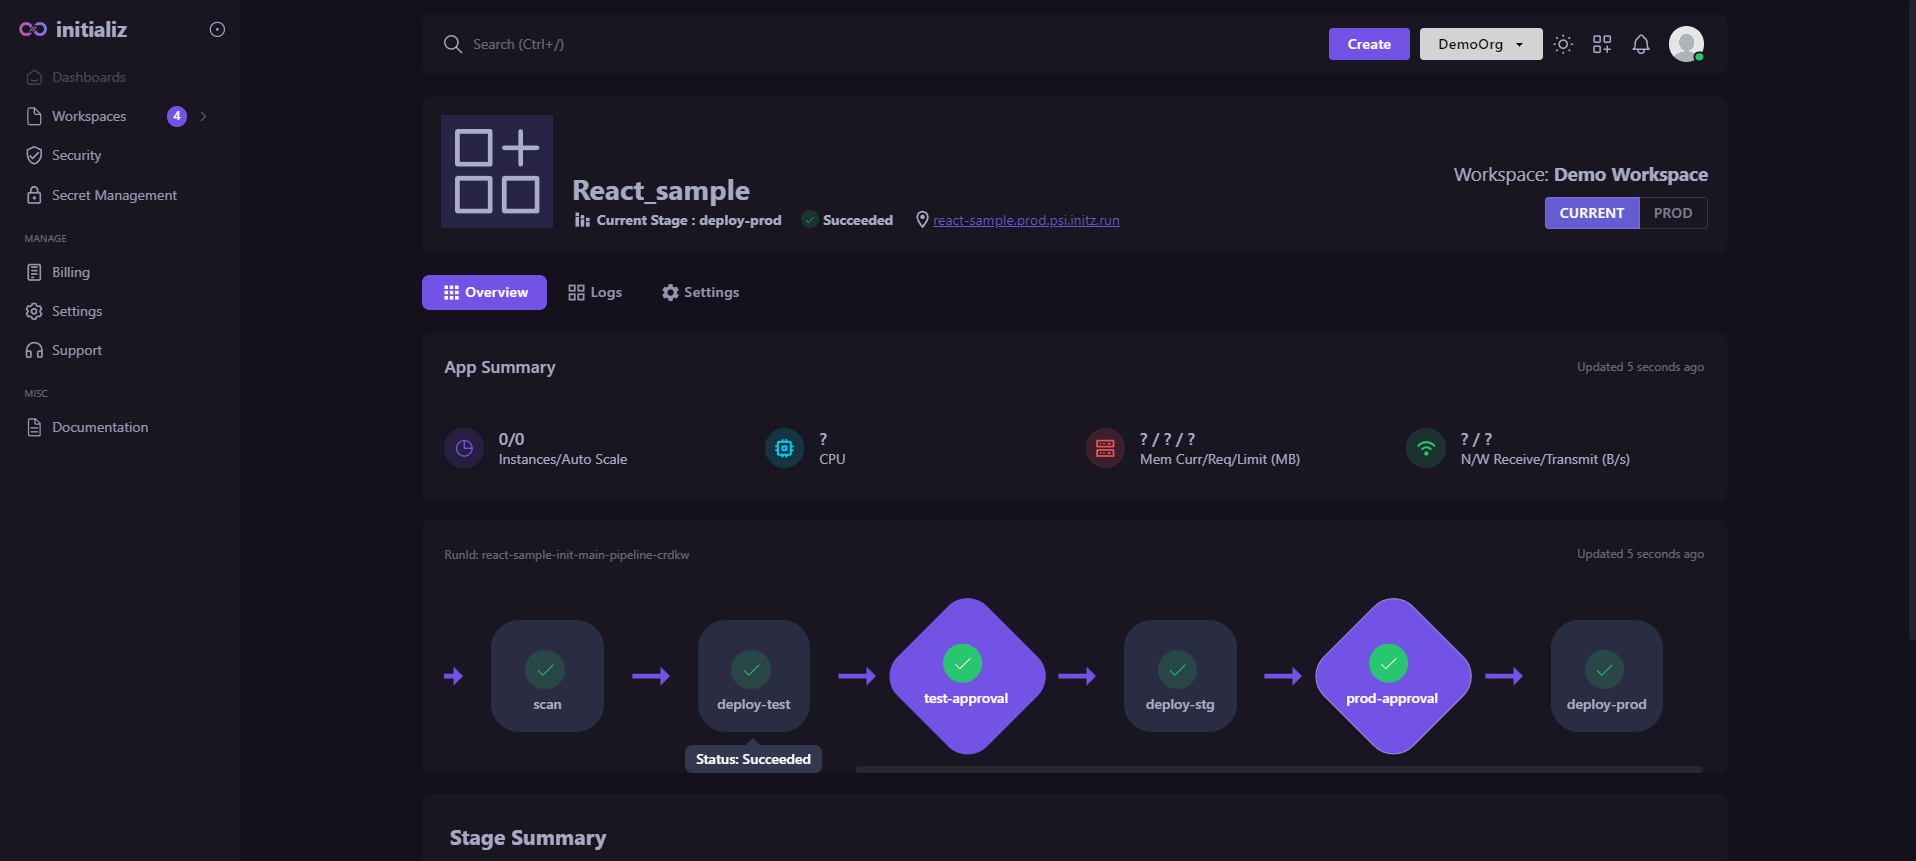 initializ
Dashboards
Workspaces 4
Security
Secret Management
MANAGE
Billing
Settings
Support
MISC
Documentation
Search (Ctrl+/)
Create
DemoOrg
React_sample
Current Stage : deploy-prod Succeeded react-sample.prod.psi.initz.run
Workspace: Demo Workspace
CURRENT PROD
Overview Logs Settings
App Summary
Updated 5 seconds ago
0/0
Instances/Auto Scale
?
CPU
? / ? / ?
Mem Curr/Req/Limit (MB)
? / ?
N/W Receive/Transmit (B/s)
RunId: react-sample-init-main-pipeline-crdkw
Updated 5 seconds ago
scan
deploy-test
test-approval
deploy-stg
prod-approval
deploy-prod
Status: Succeeded
Stage Summary